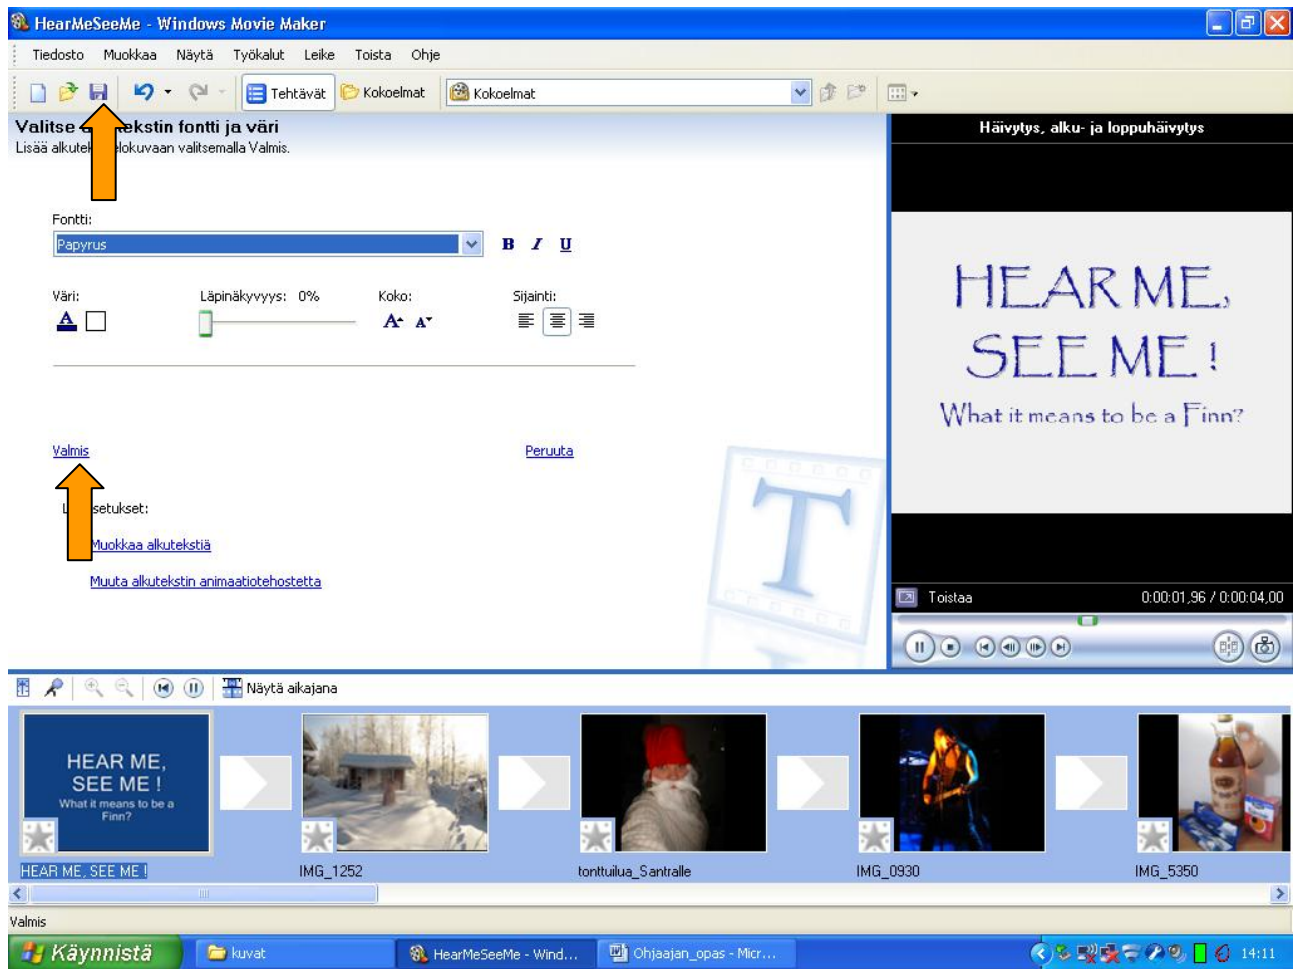 HearMeSeeMe - Windows Movie Maker
Tiedosto Muokkaa Näytä Työkalut Leike Toista Ohje
Tehtävät Kokoelmat Kokoelmat
Valitse fontti ja väri
Lisää valitsemalla Valmis.
Fontti:
Papyrus
B I U
Väri: Läpinäkyvyys: 0% Koko: Sijainti:
Valmis Peruuta
Muokkaa alkutekstiä
Muuta alkutekstin animaatiotehostetta
Häivytys, alku- ja loppuhäivytys
HEAR ME,
SEE ME !
What it means to be a Finn?
Toistaa 0:00:01,96 / 0:00:04,00
Näytä aikajana
HEAR ME,
SEE ME !
What it means to be a
Finn?
HEAR ME, SEE ME ! IMG_1252 tonttuilua_Santralle IMG_0930 IMG_5350
Valmis
Käynnistä kuvat HearMeSeeMe - Wind... Ohjaajan_opas - Micr... 14:11